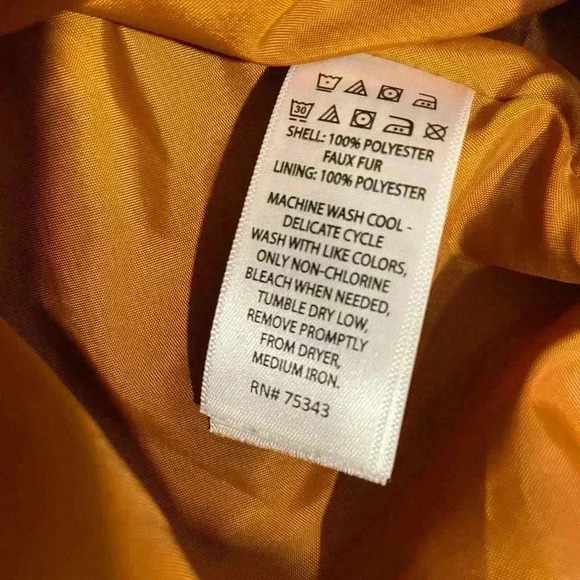 30
SHELL: 100% POLYESTER
FAUX FUR
LINING: 100% POLYESTER
MACHINE WASH COOL -
DELICATE CYCLE
WASH WITH LIKE COLORS,
ONLY NON-CHLORINE
BLEACH WHEN NEEDED,
TUMBLE DRY LOW,
REMOVE PROMPTLY
FROM DRYER,
MEDIUM IRON.
RN# 75343